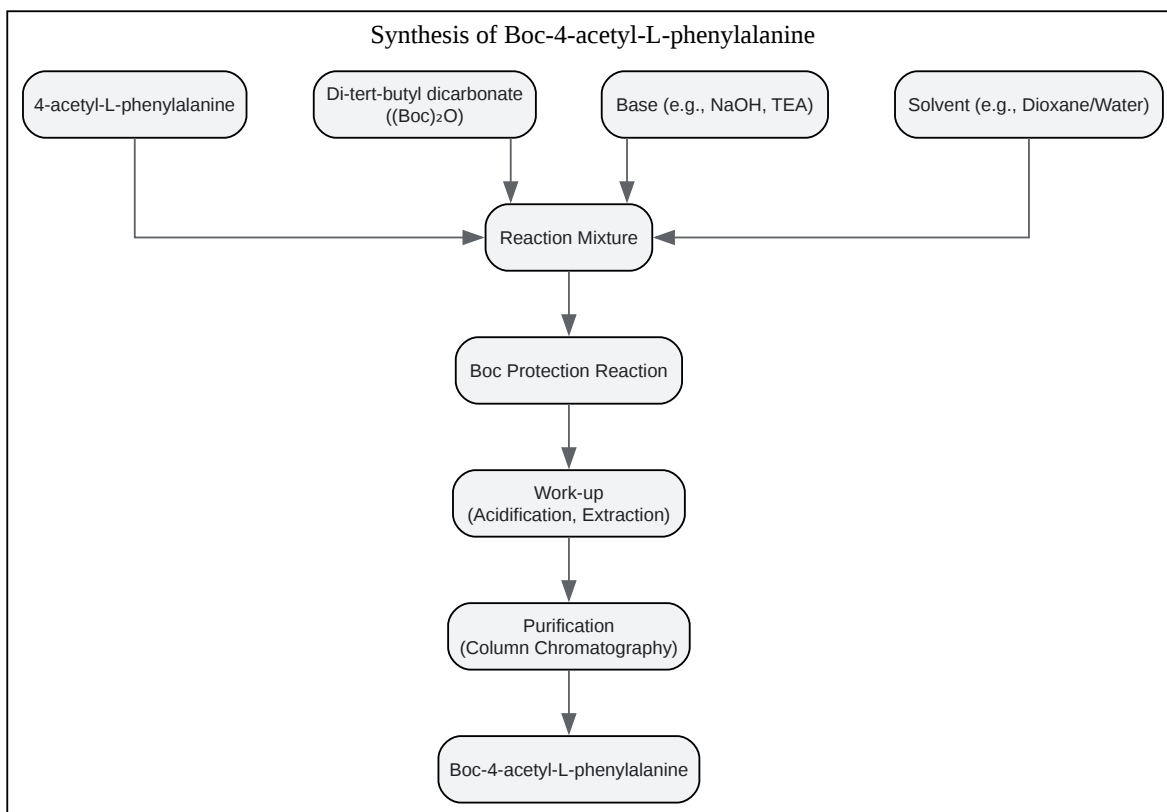 Synthesis of Boc-4-acetyl-L-phenylalanine
4-acetyl-L-phenylalanine
Di-tert-butyl dicarbonate
((Boc)₂O)
Base (e.g., NaOH, TEA)
Solvent (e.g., Dioxane/Water)
Reaction Mixture
Boc Protection Reaction
Work-up
(Acidification, Extraction)
Purification
(Column Chromatography)
Boc-4-acetyl-L-phenylalanine